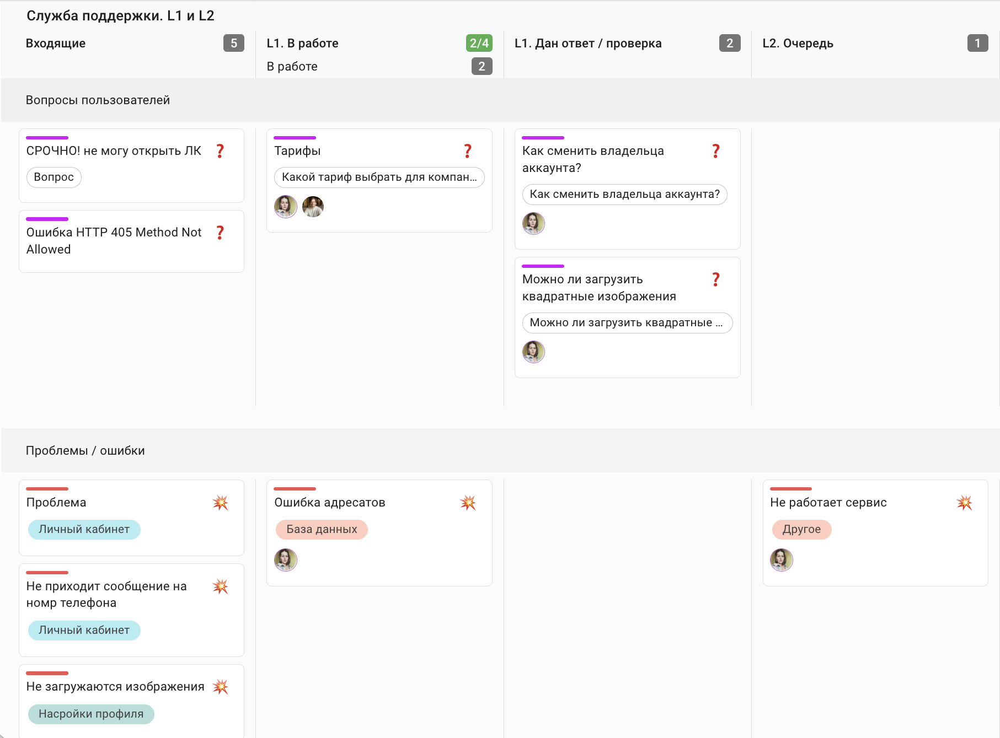 Служба поддержки. L1 и L2
Входящие
5
L1. В работе
2/4
В работе
2
L1. Дан ответ / проверка
2
L2. Очередь
1
Вопросы пользователей
СРОЧНО! не могу открыть ЛК
Вопрос
Ошибка HTTP 405 Method Not
Allowed
Тарифы
Какой тариф выбрать для компан...
Как сменить владельца
аккаунта?
Как сменить владельца аккаунта?
Можно ли загрузить
квадратные изображения
Можно ли загрузить квадратные ...
Проблемы / ошибки
Проблема
Личный кабинет
Не приходит сообщение на
номр телефона
Личный кабинет
Не загружаются изображения
Насройки профиля
Ошибка адресатов
База данных
Не работает сервис
Другое